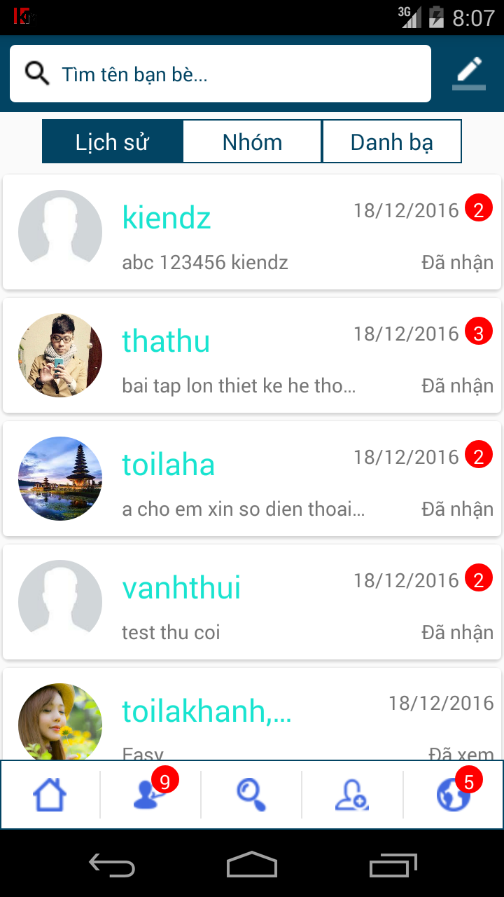 3G 8:07
Tìm tên bạn bè...
Lịch sử Nhóm Danh bạ
kiendz 18/12/2016 2
abc 123456 kiendz Đã nhận
thathu 18/12/2016 3
bai tap lon thiet ke he tho... Đã nhận
toilaha 18/12/2016 2
a cho em xin so dien thoai... Đã nhận
vanhthui 18/12/2016 2
test thu coi Đã nhận
toilakhanh,... 18/12/2016
Easy Đã xem
9 5